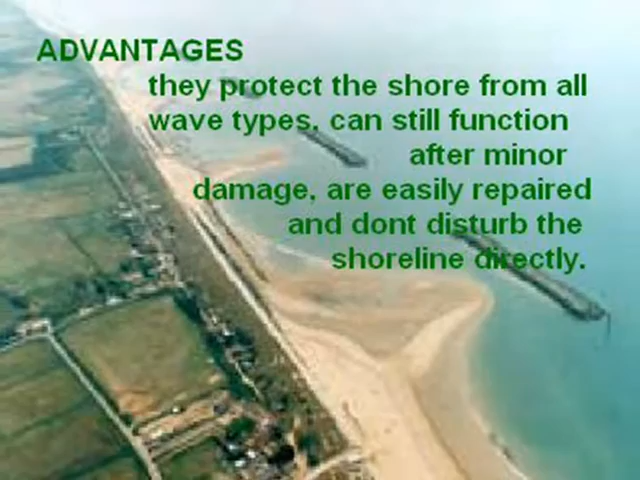 ADVANTAGES
they protect the shore from all
wave types, can still function
after minor
damage, are easily repaired
and dont disturb the
shoreline directly.